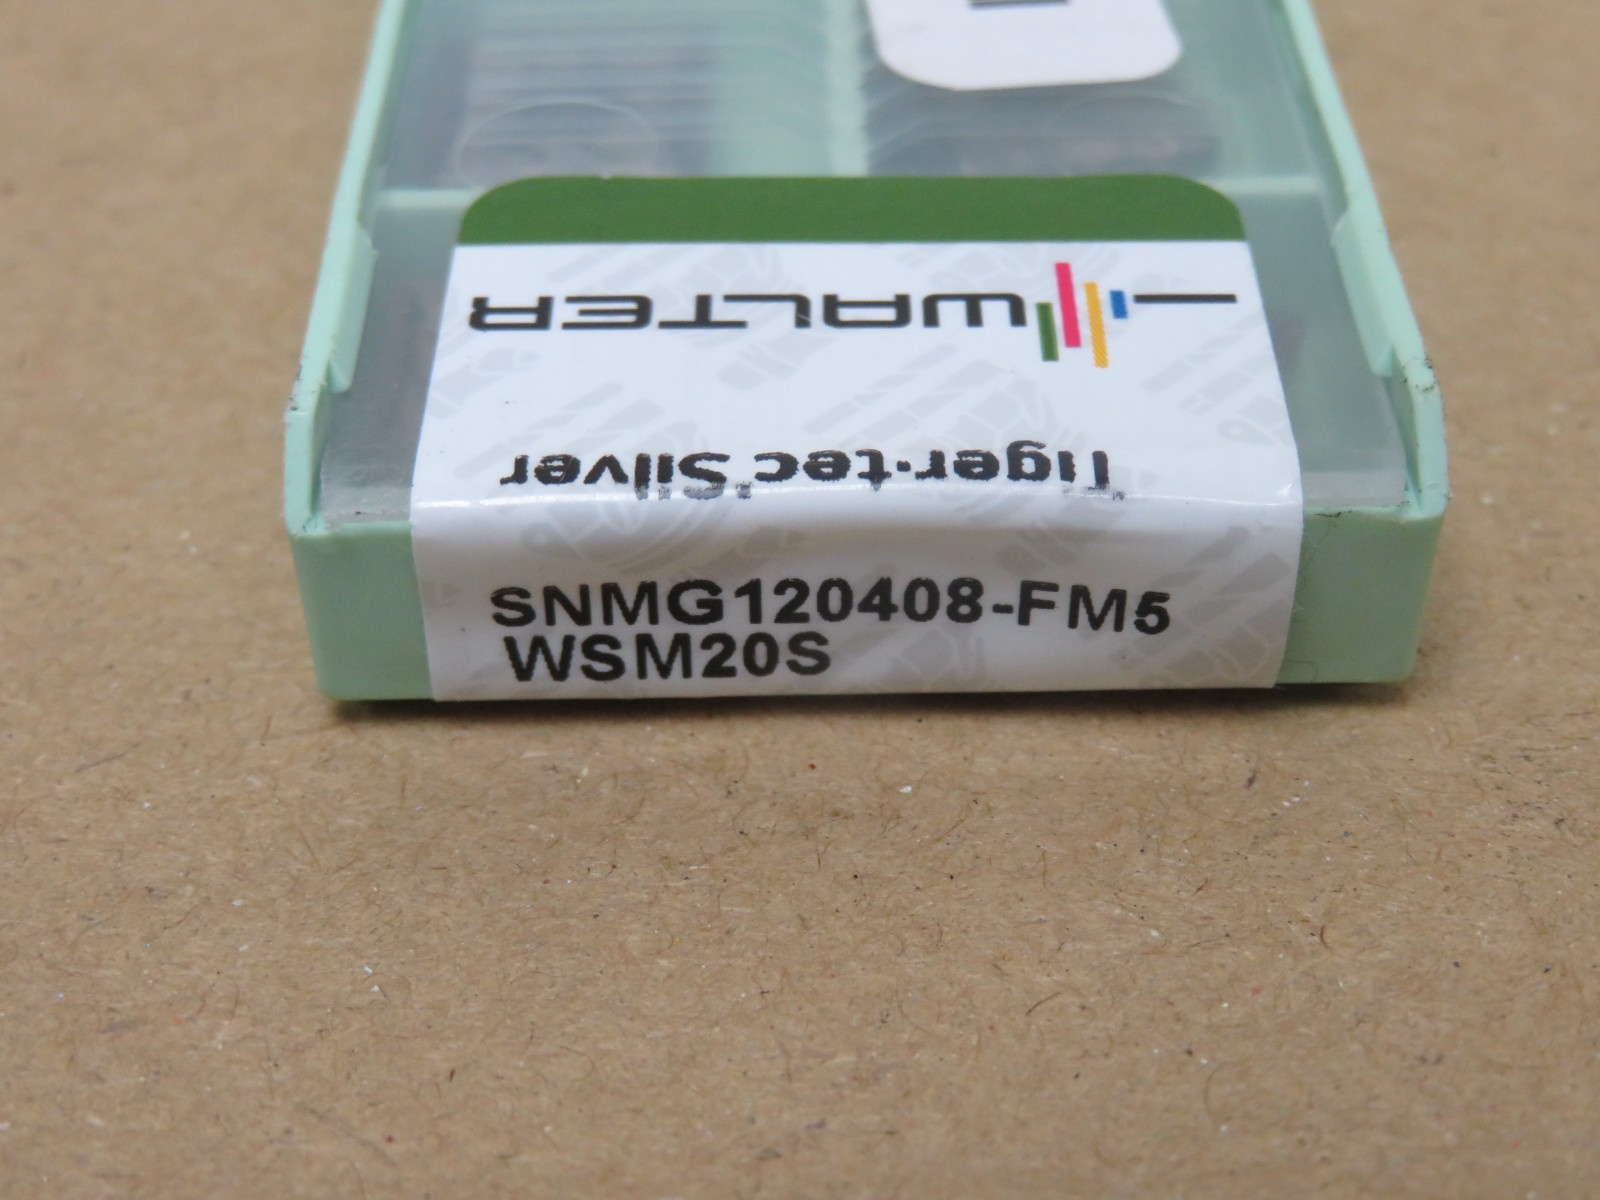 WALTER
Tiger·tec®Silver
SNMG120408-FM5
WSM20S